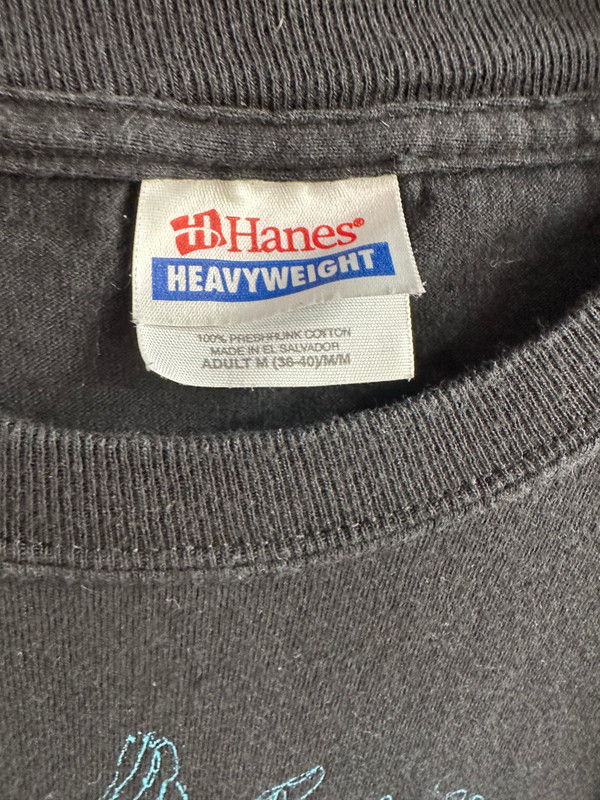 Hanes®
HEAVYWEIGHT
100% PRESHRUNK COTTON
MADE IN EL SALVADOR
ADULT M (38-40)/M/M